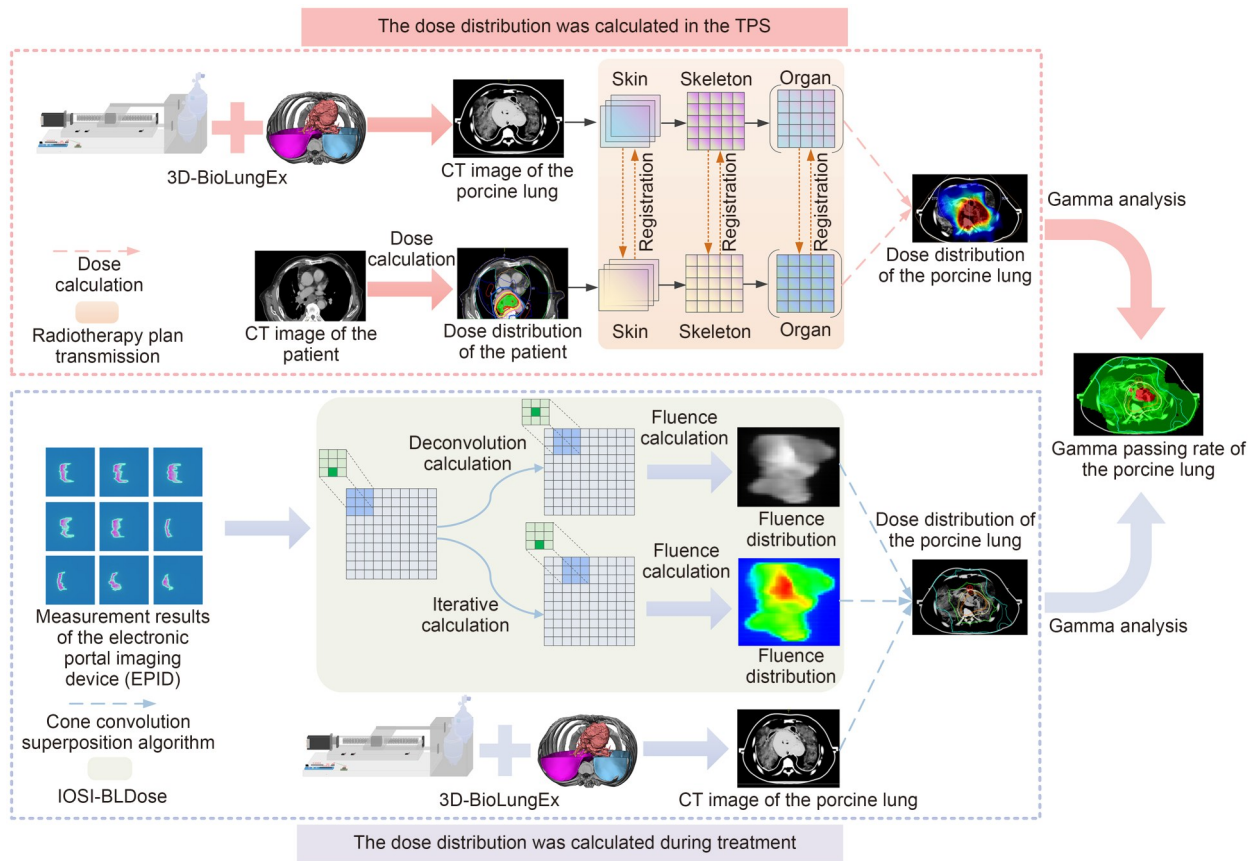 The dose distribution was calculated in the TPS
3D-BioLungEx
CT image of the
porcine lung
Skin
Skeleton
Organ
Registration
Registration
Registration
Dose distribution
of the porcine lung
Gamma analysis
Dose
calculation
Radiotherapy plan
transmission
CT image of the
patient
Dose
calculation
Dose distribution
of the patient
Skin
Skeleton
Organ
Gamma passing rate of
the porcine lung
Measurement results
of the electronic
portal imaging
device (EPID)
Cone convolution
superposition algorithm
IOSI-BLDose
Deconvolution
calculation
Iterative
calculation
Fluence
calculation
Fluence
distribution
Fluence
calculation
Fluence
distribution
Dose distribution of
the porcine lung
Gamma analysis
3D-BioLungEx
CT image of the porcine lung
The dose distribution was calculated during treatment